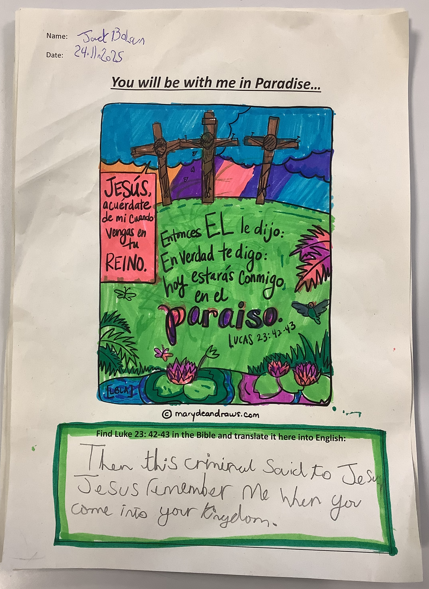 Name: Jack
Date: 24.11.2025
You will be with me in Paradise…
JESÚS,
acuérdate
de mi cuando
vengas en
tu
REINO.
Entonces EL le dijo:
En verdad te digo:
hoy estarás conmigo,
en el
paraiso.
LUCAS 23:42-43
© marydeandraws.com
Find Luke 23: 42-43 in the Bible and translate it here into English:
Then this criminal said to Jesus
Jesus remember Me when you
come into your Kingdom.